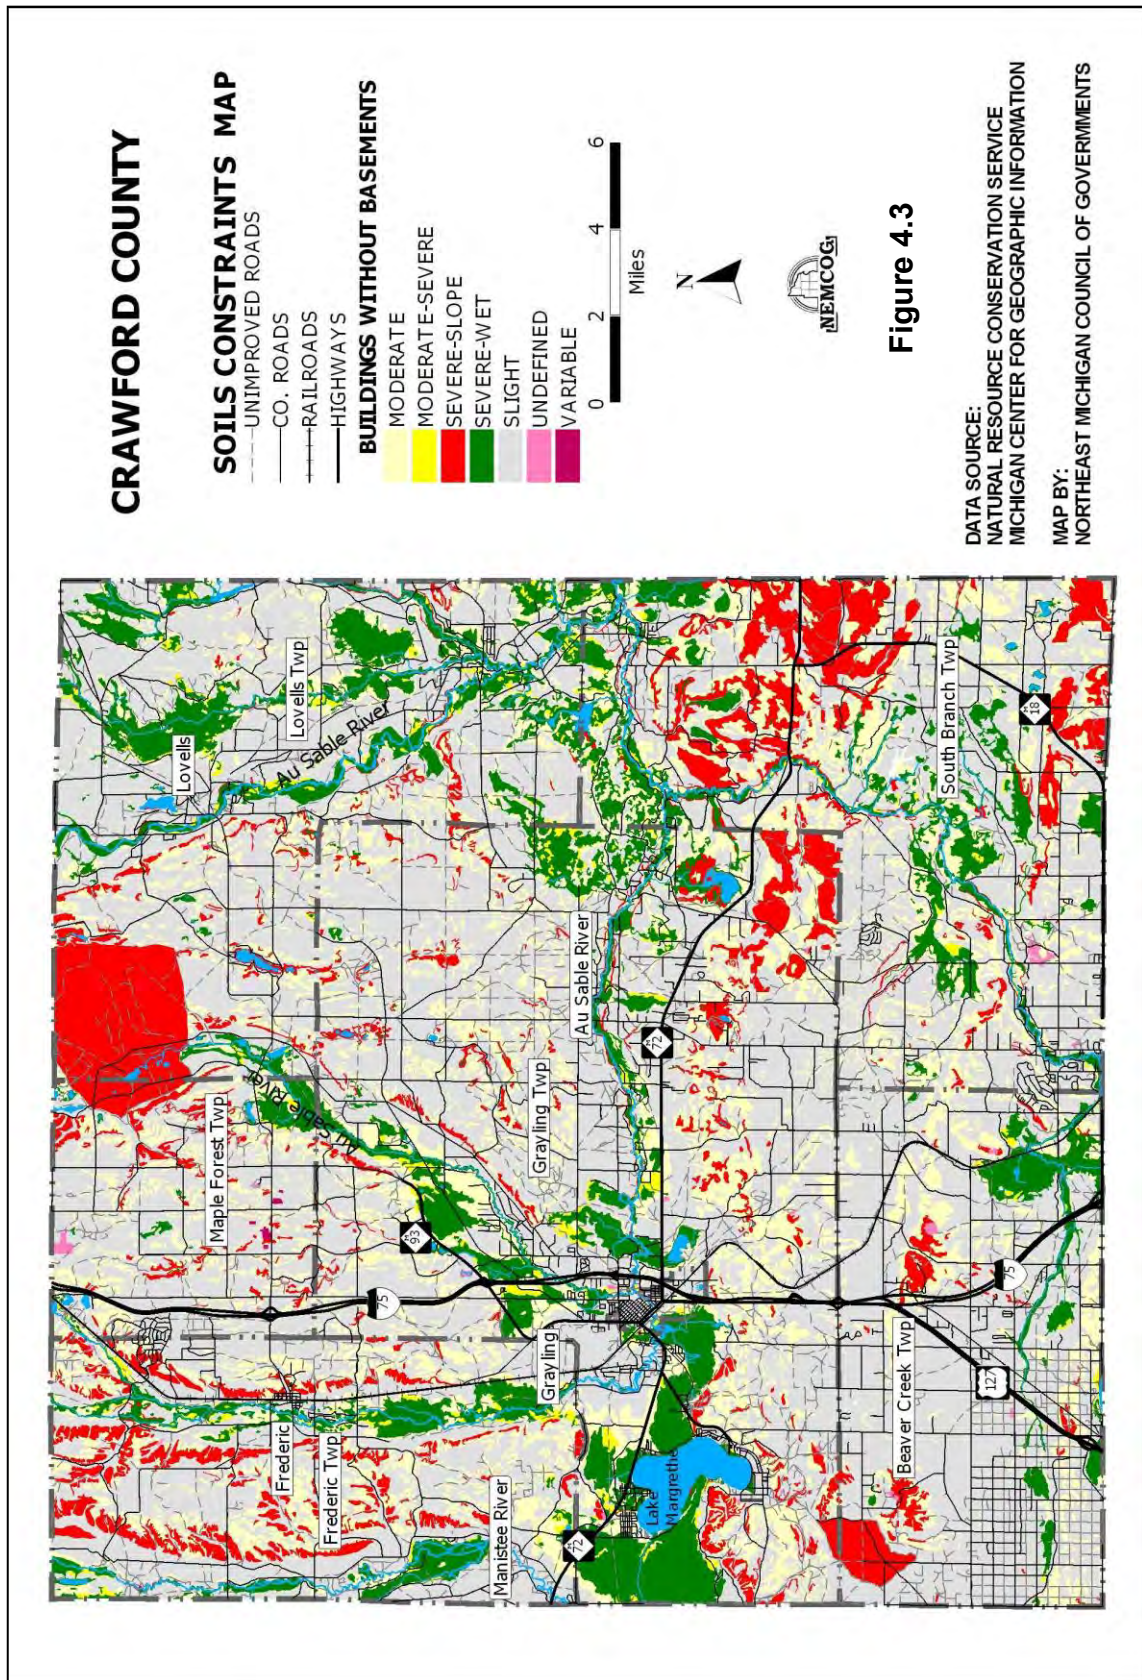 CRAWFORD COUNTY
SOILS CONSTRAINTS MAP
UNIMPROVED ROADS
CO. ROADS
RAILROADS
HIGHWAYS
BUILDINGS WITHOUT BASEMENTS
MODERATE
MODERATE-SEVERE
SEVERE-SLOPE
SEVERE-WET
SLIGHT
UNDEFINED
VARIABLE
0 2 4 6
Miles
N
NEMCOG
Figure 4.3
DATA SOURCE:
NATURAL RESOURCE CONSERVATION SERVICE
MICHIGAN CENTER FOR GEOGRAPHIC INFORMATION
MAP BY:
NORTHEAST MICHIGAN COUNCIL OF GOVERNMENTS
Lovells
Lovells Twp
Au Sable River
Maple Forest Twp
Au Sable River
M 93
75
Frederic
Frederic Twp
Grayling Twp
Au Sable River
Grayling
Manistee River
M 72
M 72
Lake
Margrethe
South Branch Twp
M 18
Beaver Creek Twp
75
127